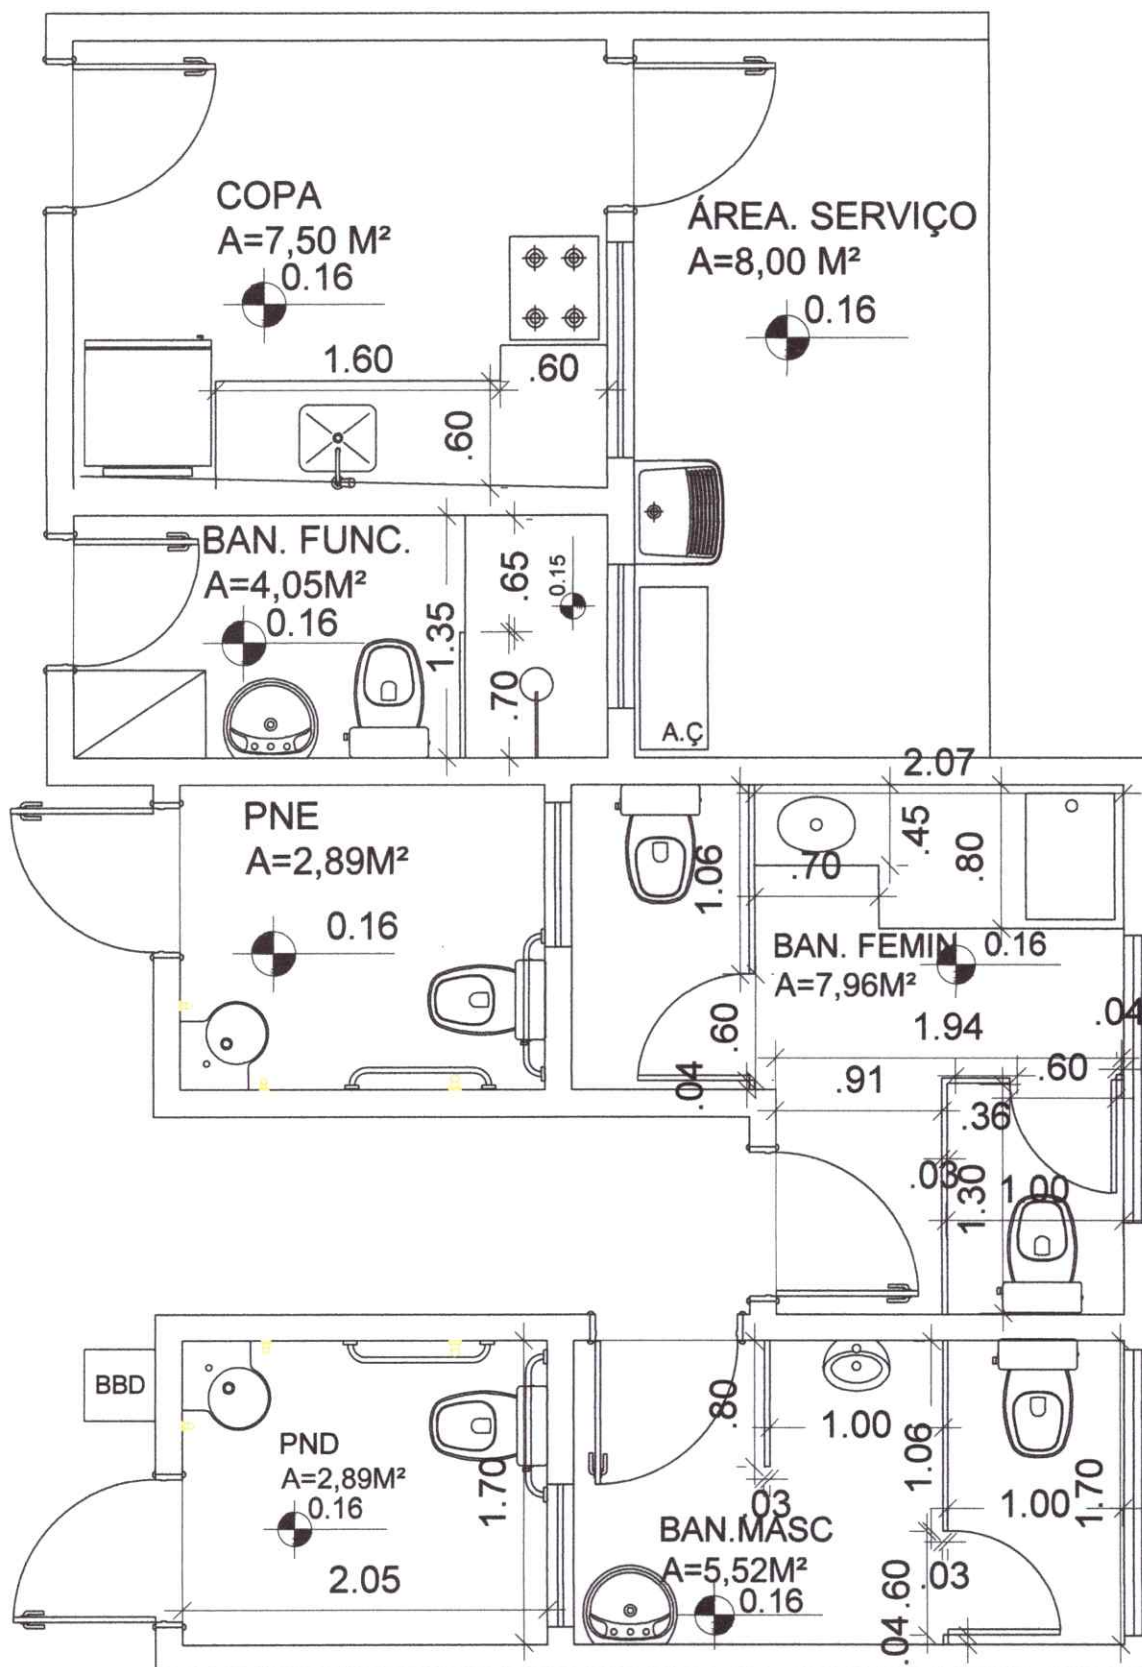 COPA
A=7,50 M²
0.16
ÁREA. SERVIÇO
A=8,00 M²
0.16
1.60
.60
.60
BAN. FUNC.
A=4,05M²
0.16
1.35
.65
0.15
.70
A.Ç
2.07
PNE
A=2,89M²
0.16
1.06
.70
.45
.80
BAN. FEMIN
0.16
A=7,96M²
.60
.04
1.94
.04
.91
.60
.36
.03
1.30
1.00
BBD
PND
A=2,89M²
0.16
1.70
2.05
.80
1.00
1.06
.03
1.00
1.70
BAN.MASC
A=5,52M²
0.16
.60
.03
.04